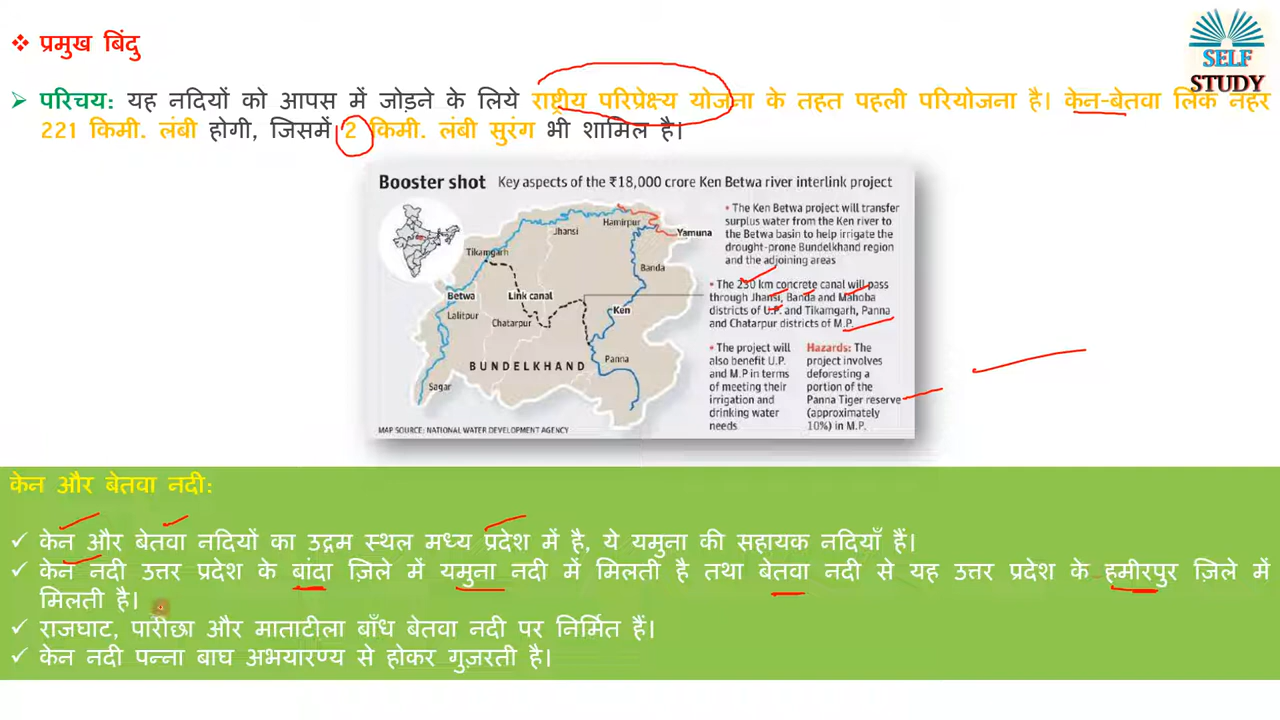 ❖ प्रमुख बिंदु
SELF
STUDY
➢ परिचय: यह नदियों को आपस में जोड़ने के लिये राष्ट्रीय परिप्रेक्ष्य योजना के तहत पहली परियोजना है। केन-बेतवा लिंक नहर
221 किमी. लंबी होगी, जिसमें 2 किमी. लंबी सुरंग भी शामिल है।
Booster shot Key aspects of the ₹18,000 crore Ken Betwa river interlink project
Hamirpur
Jhansi
Yamuna
Tikamgarh
Banda
Betwa
Link canal
Lalitpur
Chatarpur
Ken
Panna
BUNDELKHAND
Sagar
MAP SOURCE: NATIONAL WATER DEVELOPMENT AGENCY
• The Ken Betwa project will transfer
surplus water from the Ken river to
the Betwa basin to help irrigate the
drought-prone Bundelkhand region
and the adjoining areas
• The 230 km concrete canal will pass
through Jhansi, Banda and Mahoba
districts of U.P. and Tikamgarh, Panna
and Chatarpur districts of M.P.
• The project will
also benefit U.P.
and M.P in terms
of meeting their
irrigation and
drinking water
needs
Hazards: The
project involves
deforesting a
portion of the
Panna Tiger reserve
(approximately
10%) in M.P.
केन और बेतवा नदी:
✓ केन और बेतवा नदियों का उद्गम स्थल मध्य प्रदेश में है, ये यमुना की सहायक नदियाँ हैं।
✓ केन नदी उत्तर प्रदेश के बांदा ज़िले में यमुना नदी में मिलती है तथा बेतवा नदी से यह उत्तर प्रदेश के हमीरपुर ज़िले में
मिलती है।
✓ राजघाट, पारीछा और माताटीला बाँध बेतवा नदी पर निर्मित हैं।
✓ केन नदी पन्ना बाघ अभयारण्य से होकर गुज़रती है।